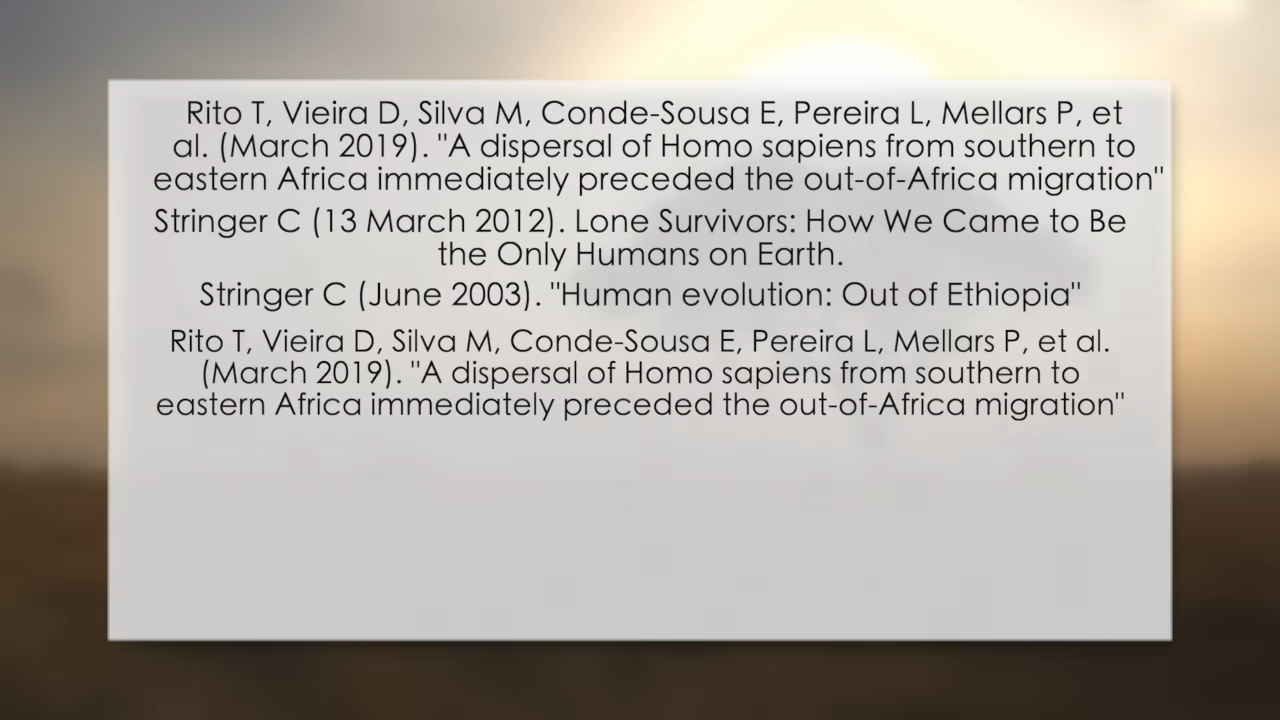 Rito T, Vieira D, Silva M, Conde-Sousa E, Pereira L, Mellars P, et
al. (March 2019). "A dispersal of Homo sapiens from southern to
eastern Africa immediately preceded the out-of-Africa migration"
Stringer C (13 March 2012). Lone Survivors: How We Came to Be
the Only Humans on Earth.
Stringer C (June 2003). "Human evolution: Out of Ethiopia"
Rito T, Vieira D, Silva M, Conde-Sousa E, Pereira L, Mellars P, et al.
(March 2019). "A dispersal of Homo sapiens from southern to
eastern Africa immediately preceded the out-of-Africa migration"